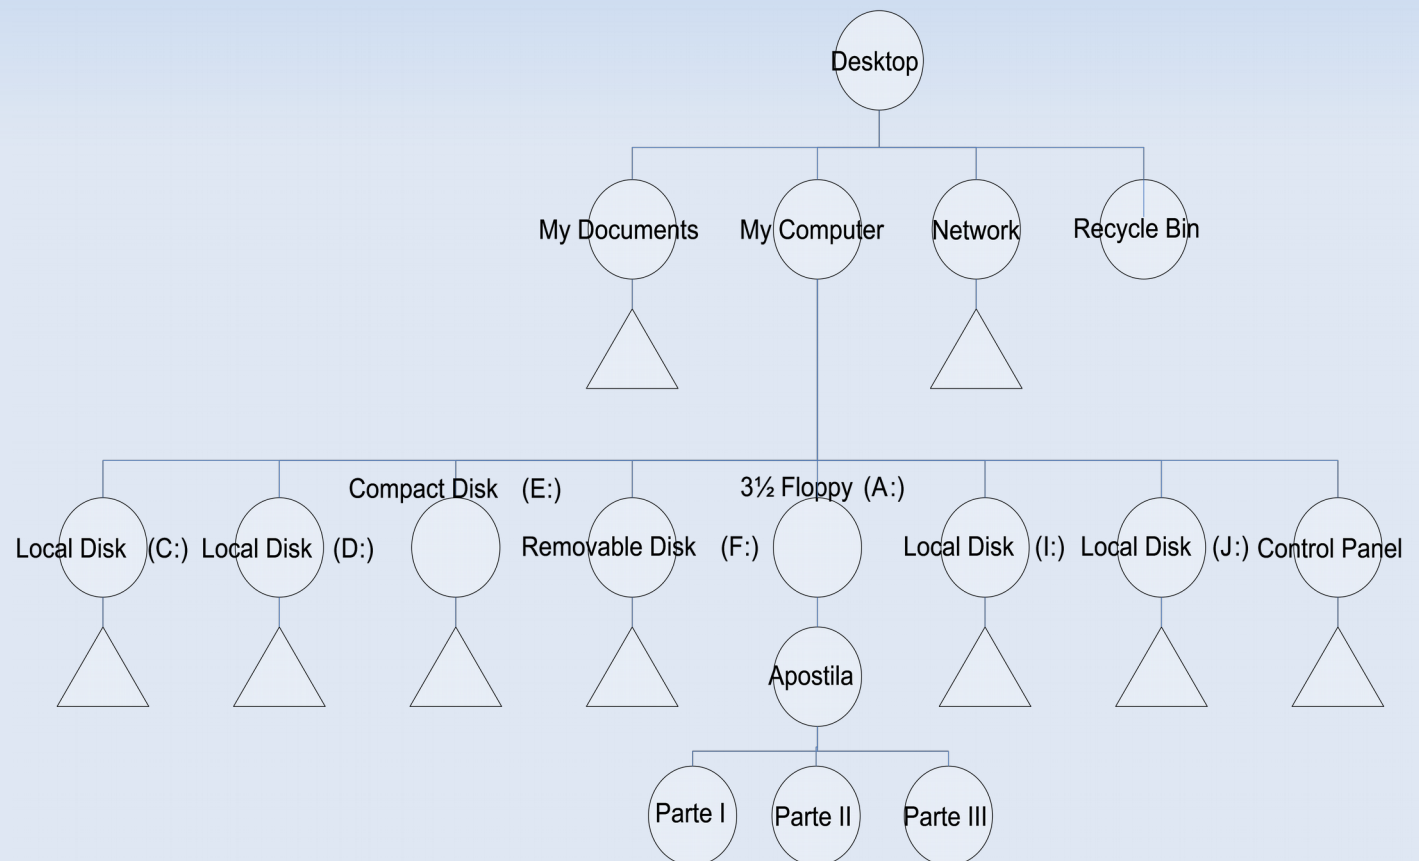 Desktop
My Documents
My Computer
Network
Recycle Bin
Compact Disk (E:)
3½ Floppy (A:)
Local Disk (C:)
Local Disk (D:)
Removable Disk (F:)
Local Disk (I:)
Local Disk (J:)
Control Panel
Apostila
Parte I
Parte II
Parte III